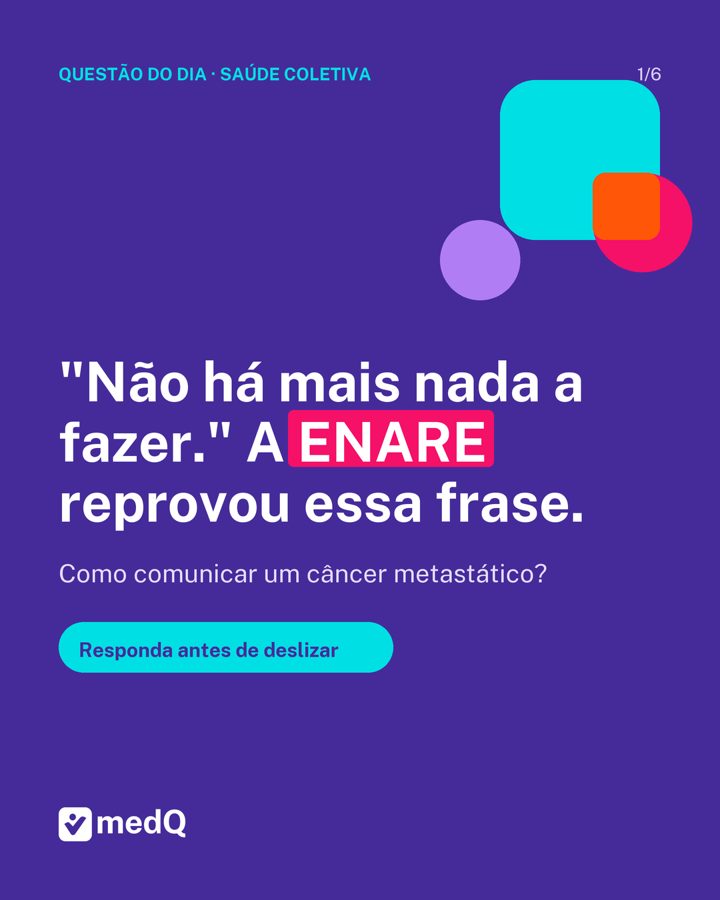 QUESTÃO DO DIA · SAÚDE COLETIVA
1/6
"Não há mais nada a
fazer." A ENARE
reprovou essa frase.
Como comunicar um câncer metastático?
Responda antes de deslizar
medQ